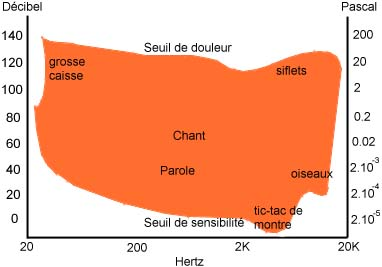 Décibel
Pascal
140
200
Seuil de douleur
grosse
caisse
120
20
siflets
100
2
80
0.2
Chant
60
0.02
Parole
oiseaux
40
2.10-3
20
2.10-4
tic-tac de
montre
Seuil de sensibilité
0
2.10-5
20
200
2K
20K
Hertz